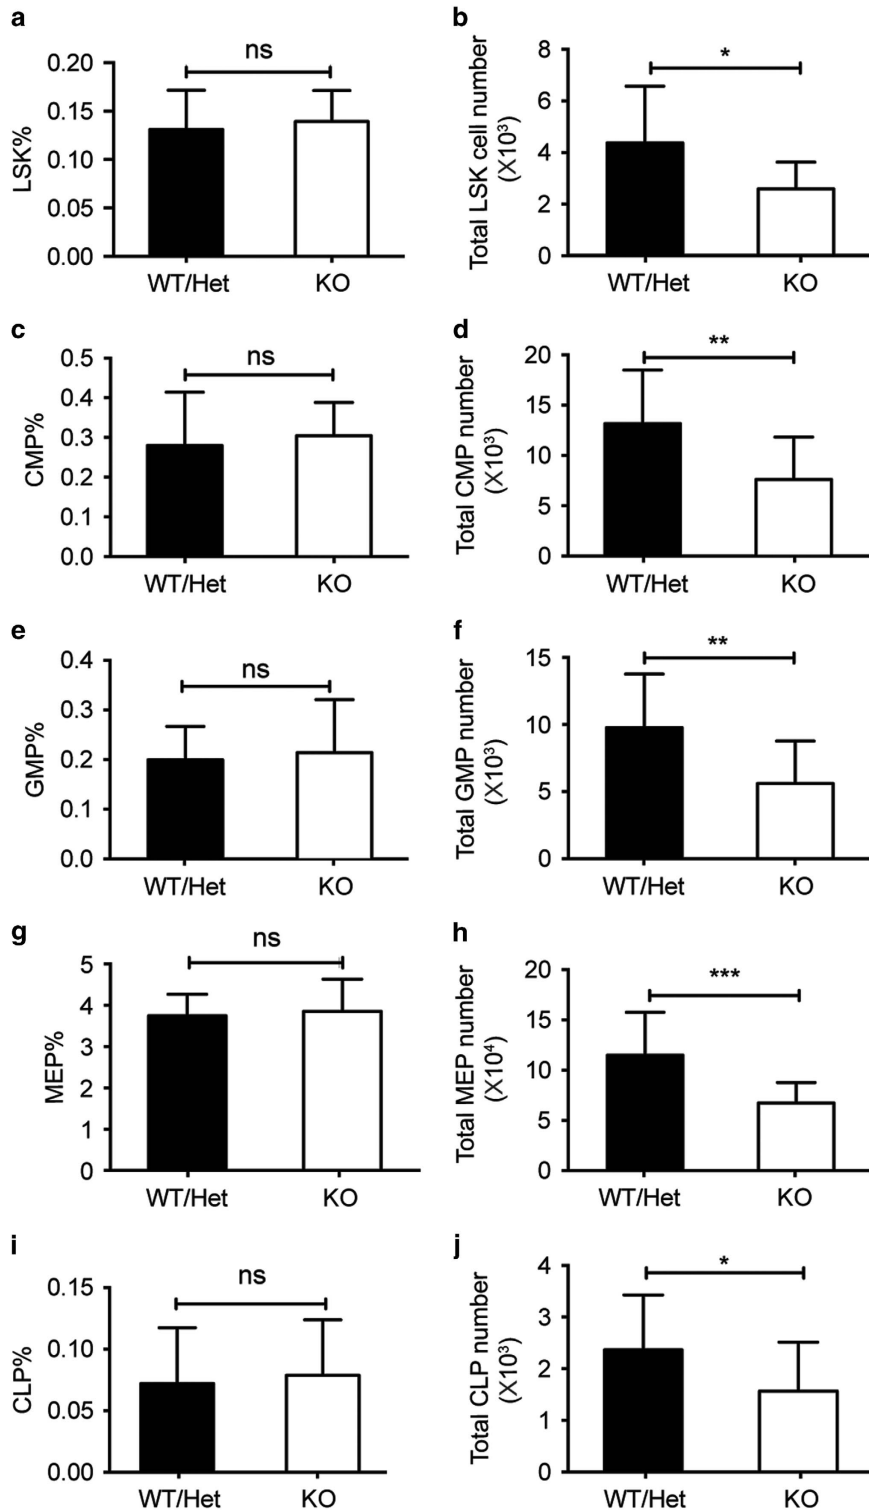 a
ns
0.20
0.15
0.10
0.05
0.00
LSK%
WT/Het KO
b
*
8
6
4
2
0
Total LSK cell number
(X10³)
WT/Het KO
c
ns
0.5
0.4
0.3
0.2
0.1
0.0
CMP%
WT/Het KO
d
**
20
15
10
5
0
Total CMP number
(X10³)
WT/Het KO
e
ns
0.4
0.3
0.2
0.1
0.0
GMP%
WT/Het KO
f
**
15
10
5
0
Total GMP number
(X10³)
WT/Het KO
g
ns
5
4
3
2
1
0
MEP%
WT/Het KO
h
***
20
15
10
5
0
Total MEP number
(X10⁴)
WT/Het KO
i
ns
0.15
0.10
0.05
0.00
CLP%
WT/Het KO
j
*
4
3
2
1
0
Total CLP number
(X10³)
WT/Het KO